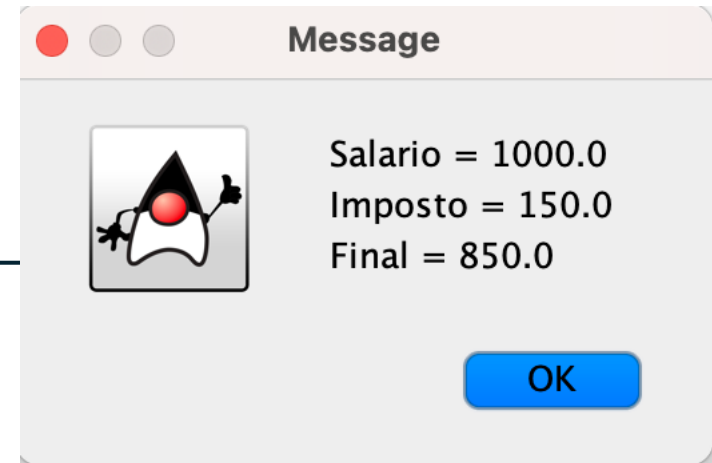 Message
Salario = 1000.0
Imposto = 150.0
Final = 850.0
OK